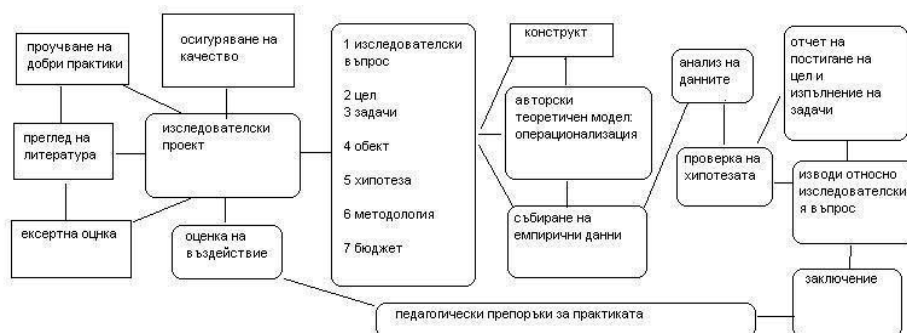 проучване на
добри практики
осигуряване на
качество
преглед на
литература
изследователски
проект
ексертна оцнка
оценка на
въздействие
1 изследователски
въпрос
2 цел
3 задачи
4 обект
5 хипотеза
6 методология
7 бюджет
конструкт
авторски
теоретичен модел:
операционализация
събиране на
емпирични данни
анализ на
данните
проверка на
хипотезата
отчет на
постигане на
цел и
изпълнение на
задачи
изводи относно
изследователски
я въпрос
заключение
педагогически препоръки за практиката